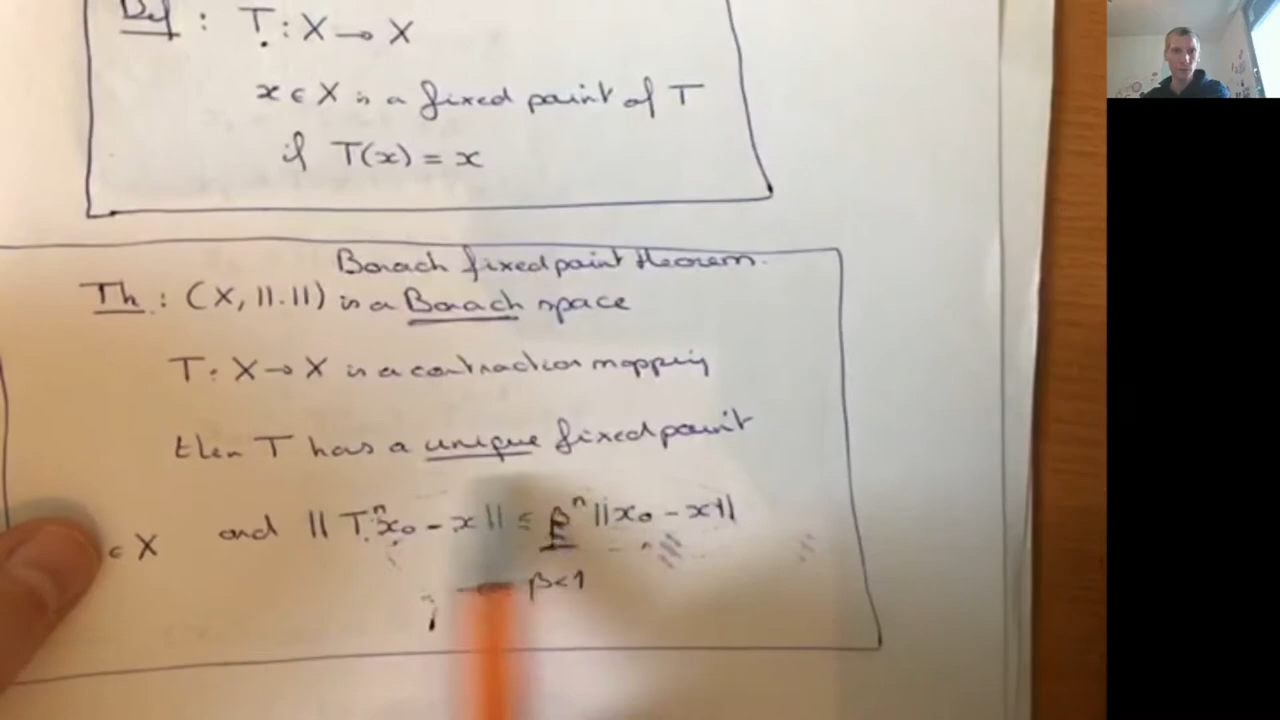 Def : T : X → X
x ∈ X is a fixed point of T
if T(x) = x
Banach fixed point theorem.
Th : (X, ||.||) is a Banach space
T : X → X is a contraction mapping
then T has a unique fixed point
∈ X and || Tⁿx₀ - x || ≤ βⁿ ||x₀ - x||
β < 1